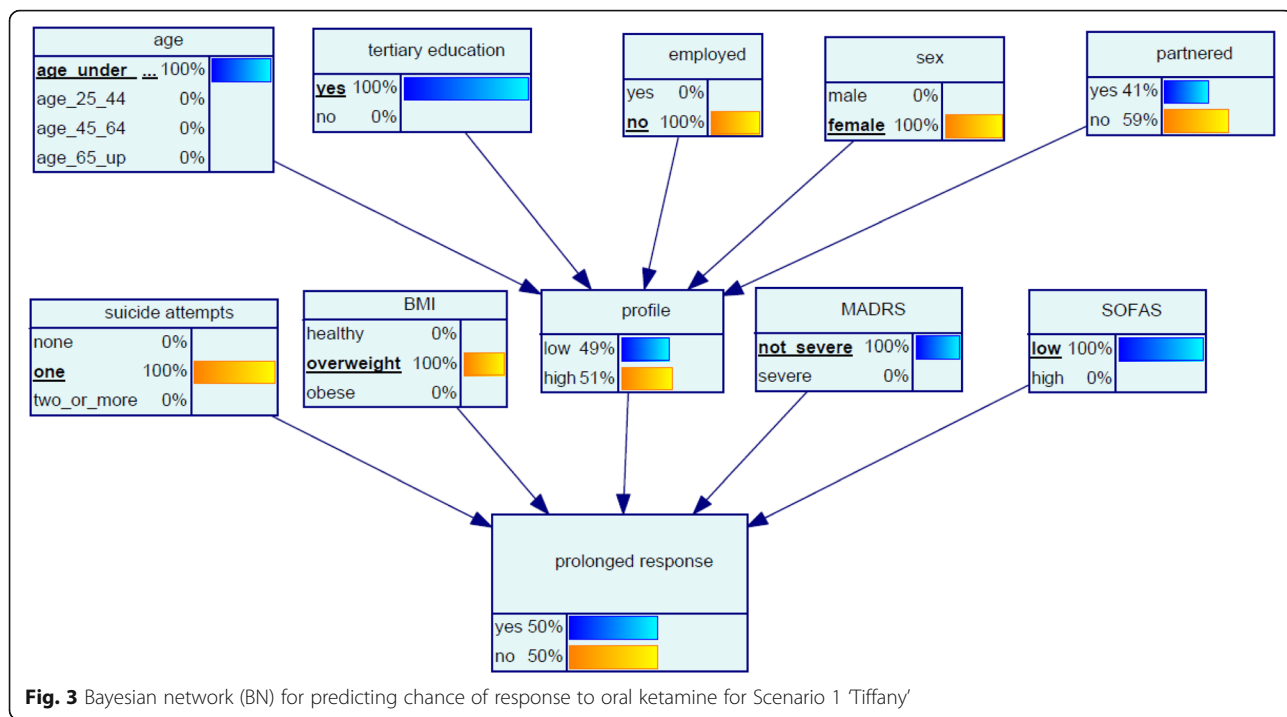 age
age_under_ ... 100%
age_25_44 0%
age_45_64 0%
age_65_up 0%
tertiary education
yes 100%
no 0%
employed
yes 0%
no 100%
sex
male 0%
female 100%
partnered
yes 41%
no 59%
suicide attempts
none 0%
one 100%
two_or_more 0%
BMI
healthy 0%
overweight 100%
obese 0%
profile
low 49%
high 51%
MADRS
not_severe 100%
severe 0%
SOFAS
low 100%
high 0%
prolonged response
yes 50%
no 50%
Fig. 3 Bayesian network (BN) for predicting chance of response to oral ketamine for Scenario 1 ‘Tiffany’